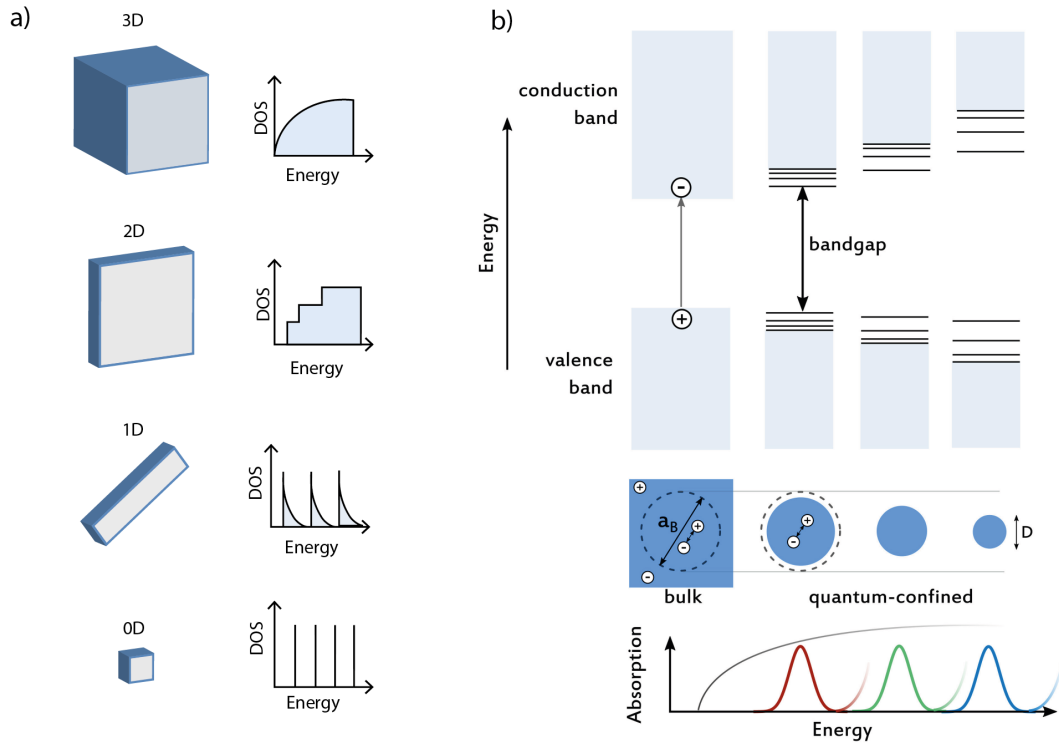 a)
3D
DOS
Energy
2D
DOS
Energy
1D
DOS
Energy
0D
DOS
Energy
b)
conduction
band
Energy
-
bandgap
+
valence
band
+
aB
+
-
-
+
-
D
bulk
quantum-confined
Absorption
Energy